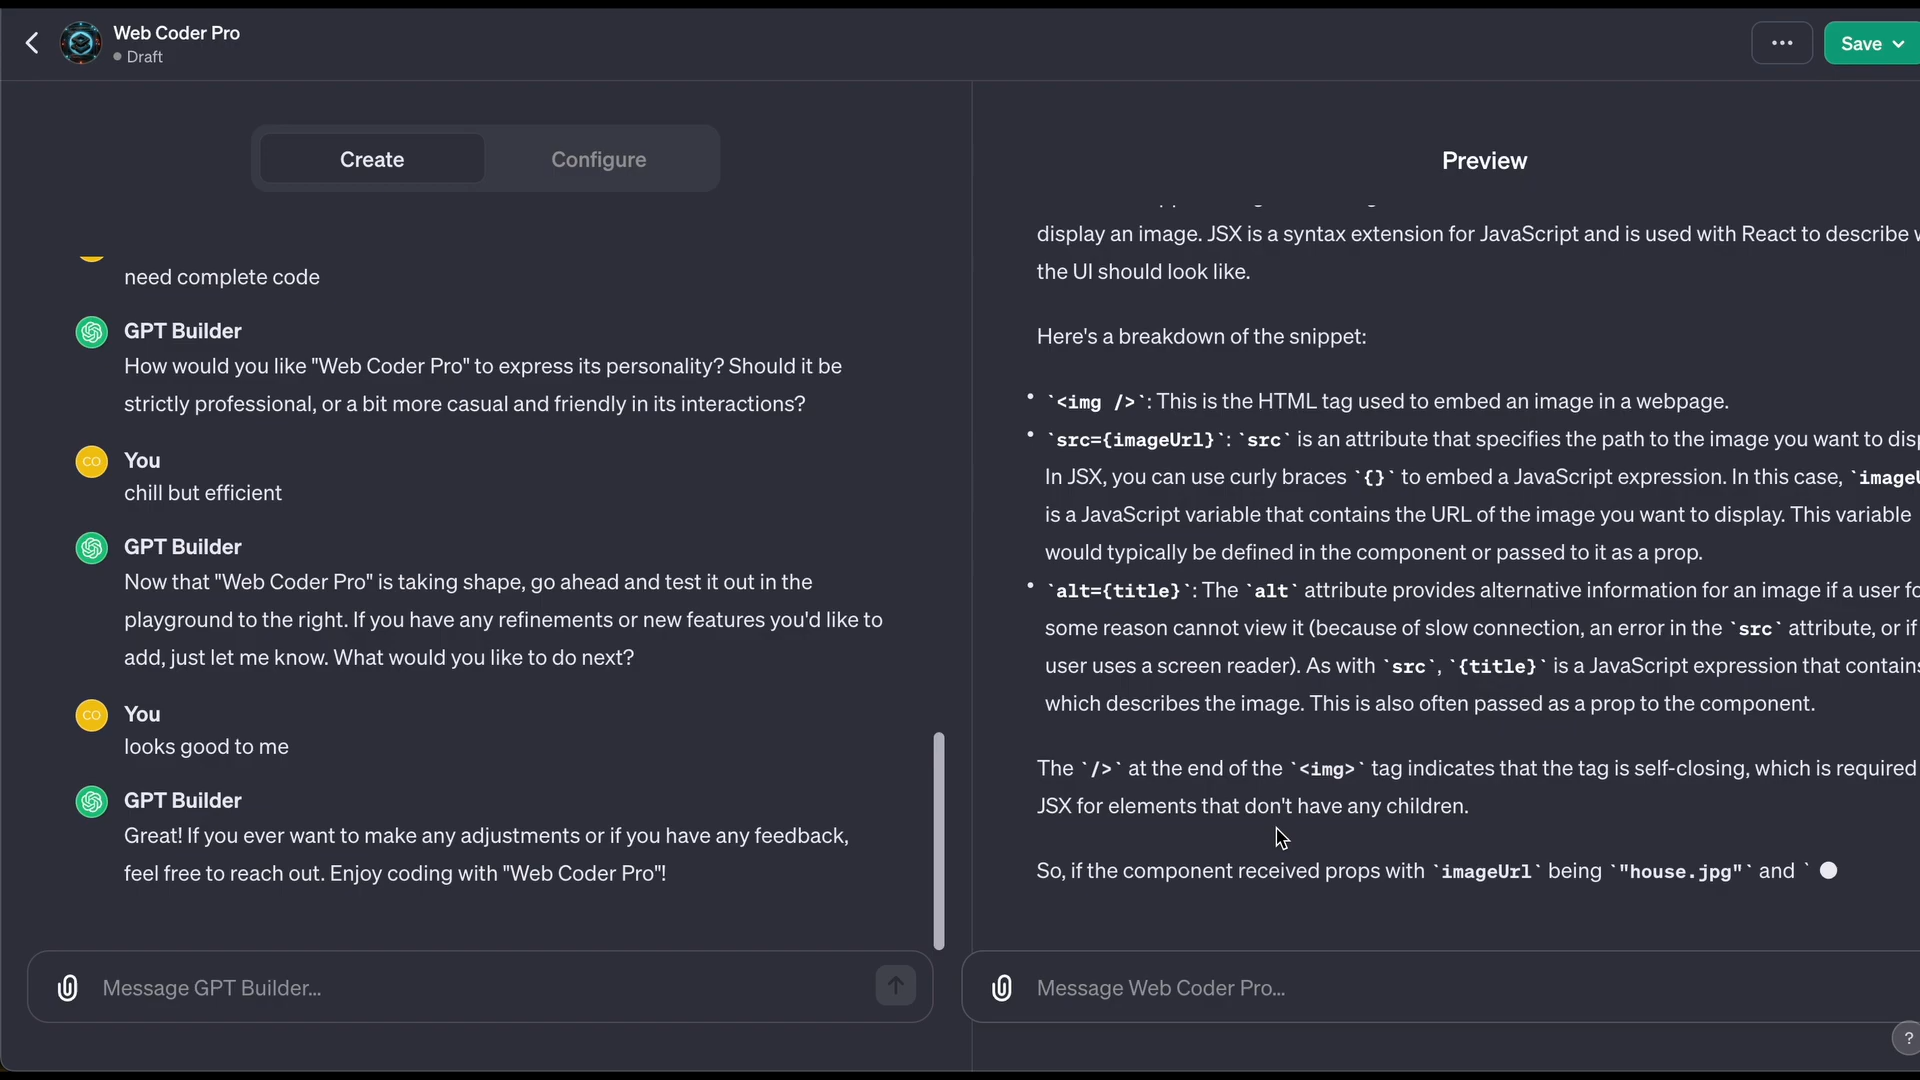 Web Coder Pro
Draft
Save
Create
Configure
need complete code
GPT Builder
How would you like "Web Coder Pro" to express its personality? Should it be
strictly professional, or a bit more casual and friendly in its interactions?
CO
You
chill but efficient
GPT Builder
Now that "Web Coder Pro" is taking shape, go ahead and test it out in the
playground to the right. If you have any refinements or new features you'd like to
add, just let me know. What would you like to do next?
CO
You
looks good to me
GPT Builder
Great! If you ever want to make any adjustments or if you have any feedback,
feel free to reach out. Enjoy coding with "Web Coder Pro"!
Message GPT Builder...
Preview
display an image. JSX is a syntax extension for JavaScript and is used with React to describe
the UI should look like.
Here's a breakdown of the snippet:
• `<img />`: This is the HTML tag used to embed an image in a webpage.
• `src={imageUrl}`: `src` is an attribute that specifies the path to the image you want to
In JSX, you can use curly braces `{}` to embed a JavaScript expression. In this case,
is a JavaScript variable that contains the URL of the image you want to display. This variable
would typically be defined in the component or passed to it as a prop.
• `alt={title}`: The `alt` attribute provides alternative information for an image if a user
some reason cannot view it (because of slow connection, an error in the `src` attribute, or if
user uses a screen reader). As with `src`, `{title}` is a JavaScript expression that
which describes the image. This is also often passed as a prop to the component.
The `/>` at the end of the `<img>` tag indicates that the tag is self-closing, which is required
JSX for elements that don't have any children.
So, if the component received props with `imageUrl` being `"house.jpg"` and `
Message Web Coder Pro...
?